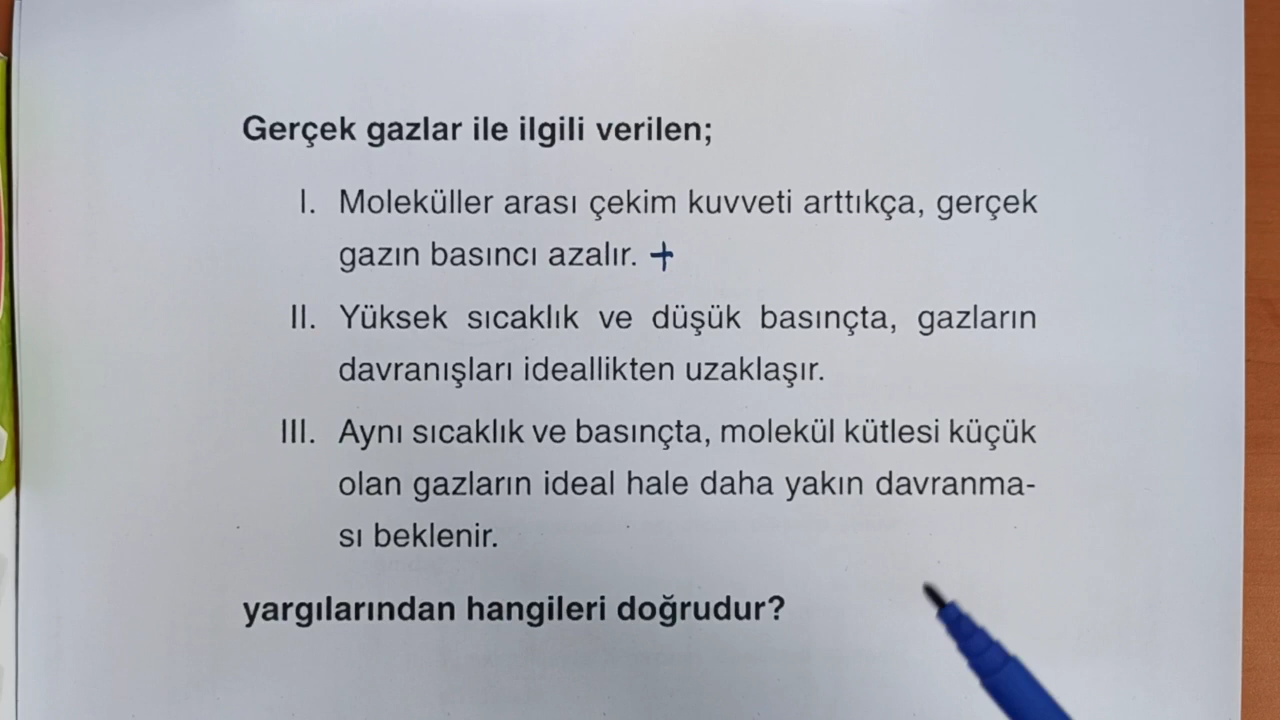 Gerçek gazlar ile ilgili verilen;
I. Moleküller arası çekim kuvveti arttıkça, gerçek
gazın basıncı azalır. +
II. Yüksek sıcaklık ve düşük basınçta, gazların
davranışları ideallikten uzaklaşır.
III. Aynı sıcaklık ve basınçta, molekül kütlesi küçük
olan gazların ideal hale daha yakın davranma-
sı beklenir.
yargılarından hangileri doğrudur?